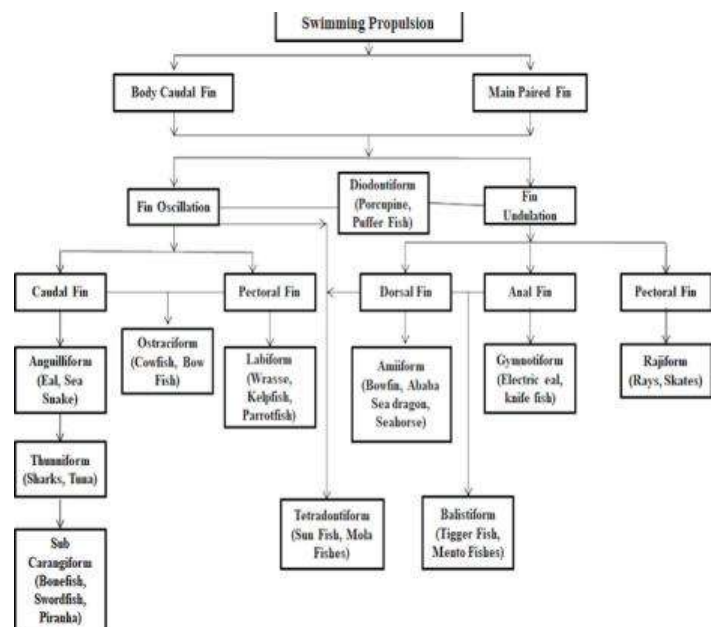 Swimming Propulsion
Body Caudal Fin
Main Paired Fin
Fin Oscillation
Diodontiform
(Porcupine,
Puffer Fish)
Fin
Undulation
Caudal Fin
Pectoral Fin
Dorsal Fin
Anal Fin
Pectoral Fin
Ostraciform
(Cowfish, Bow
Fish)
Anguilliform
(Eal, Sea
Snake)
Labiform
(Wrasse,
Kelpfish,
Parrotfish)
Amiiform
(Bowfin, Ababa
Sea dragon,
Seahorse)
Gymnotiform
(Electric eal,
knife fish)
Rajiform
(Rays, Skates)
Thunniform
(Sharks, Tuna)
Tetradontiform
(Sun Fish, Mola
Fishes)
Balistiform
(Tigger Fish,
Mento Fishes)
Sub
Carangiform
(Bonefish,
Swordfish,
Piranha)